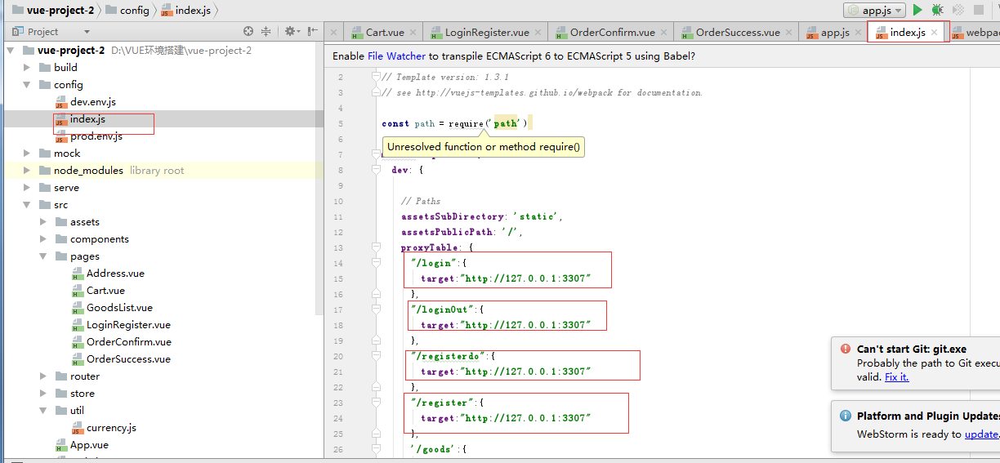 vue-project-2 config index.js app.js
Project Cart.vue LoginRegister.vue OrderConfirm.vue OrderSuccess.vue app.js index.js webpac
vue-project-2 D:\VUE环境搭建\vue-project-2
build
config
dev.env.js
index.js
prod.env.js
mock
node_modules library root
serve
src
assets
components
pages
Address.vue
Cart.vue
GoodsList.vue
LoginRegister.vue
OrderConfirm.vue
OrderSuccess.vue
router
store
util
currency.js
App.vue
Enable File Watcher to transpile ECMAScript 6 to ECMAScript 5 using Babel?
2 // Template version: 1.3.1
3 // see http://vuejs-templates.github.io/webpack for documentation.
4
5 const path = require('path')
6
Unresolved function or method require()
7
8 dev: {
9
10 // Paths
11 assetsSubDirectory: 'static',
12 assetsPublicPath: '/',
13 proxyTable: {
14 "/login":{
15 target:"http://127.0.0.1:3307"
16 },
17 "/loginOut":{
18 target:"http://127.0.0.1:3307"
19 },
20 "/registerdo":{
21 target:"http://127.0.0.1:3307"
22 },
23 "/register":{
24 target:"http://127.0.0.1:3307"
25 },
26 '/goods':{
Can't start Git: git.exe
Probably the path to Git execu
valid. Fix it.
Platform and Plugin Updates
WebStorm is ready to update.